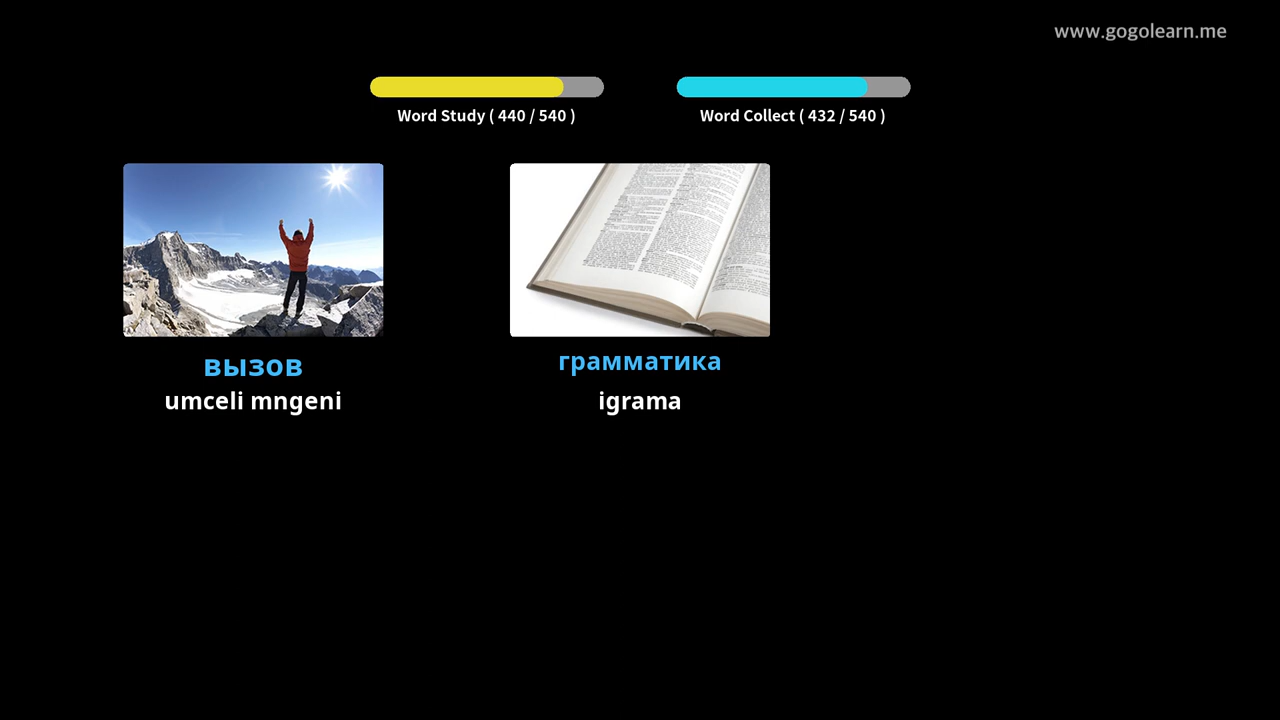 www.gogolearn.me
Word Study ( 440 / 540 )
Word Collect ( 432 / 540 )
вызов
umceli mngeni
грамматика
igrama